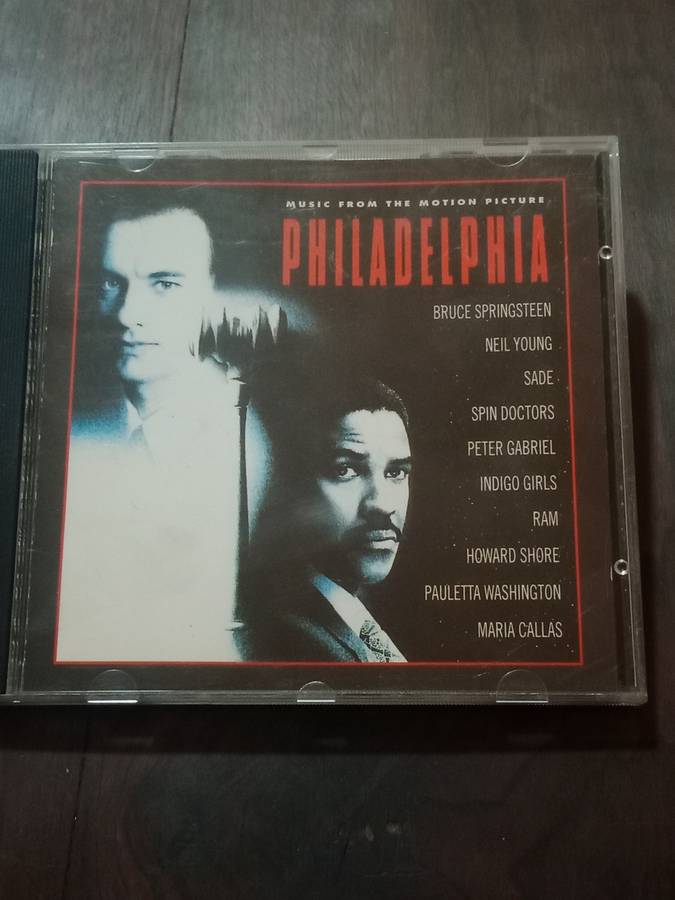 MUSIC FROM THE MOTION PICTURE
PHILADELPHIA
BRUCE SPRINGSTEEN
NEIL YOUNG
SADE
SPIN DOCTORS
PETER GABRIEL
INDIGO GIRLS
RAM
HOWARD SHORE
PAULETTA WASHINGTON
MARIA CALLAS